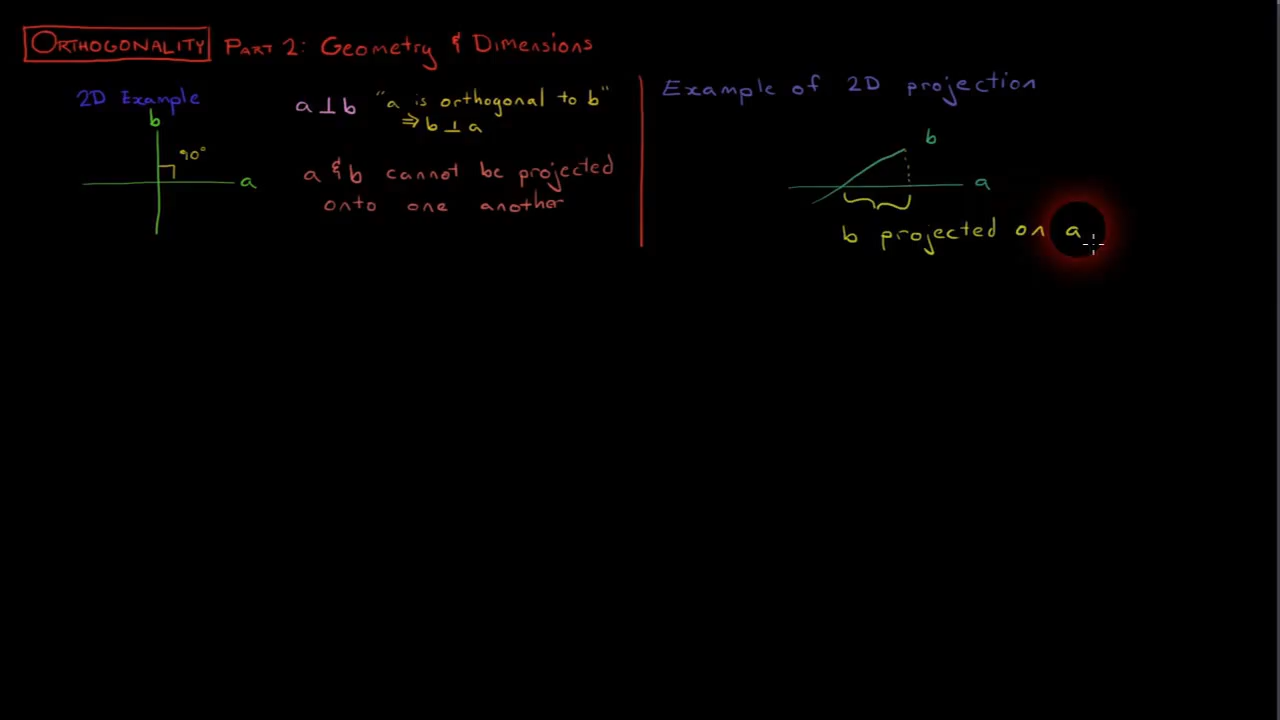 ORTHOGONALITY PART 2: Geometry & Dimensions
2D Example
b
90°
a
a ⊥ b "a is orthogonal to b"
⇒ b ⊥ a
a & b cannot be projected
onto one another
Example of 2D projection
b
a
b projected on a